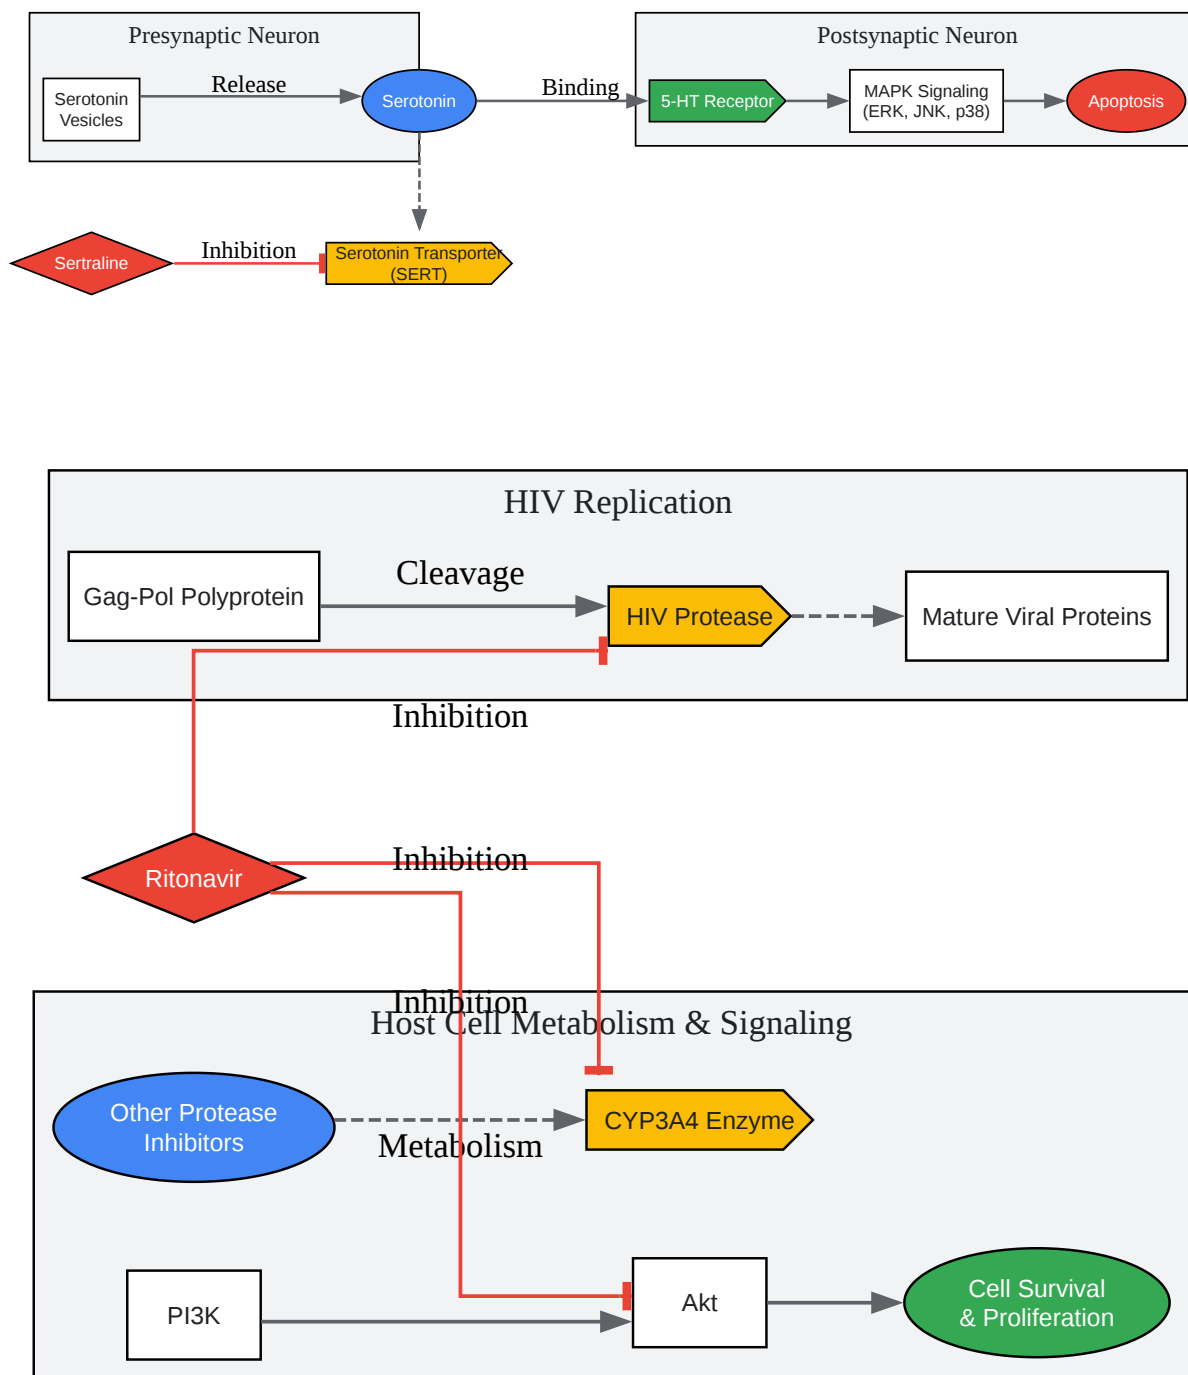 Presynaptic Neuron
Postsynaptic Neuron
Serotonin
Vesicles
Release
Serotonin
Binding
5-HT Receptor
MAPK Signaling
(ERK, JNK, p38)
Apoptosis
Sertraline
Inhibition
Serotonin Transporter
(SERT)
HIV Replication
Gag-Pol Polyprotein
Cleavage
HIV Protease
Mature Viral Proteins
Inhibition
Ritonavir
Inhibition
Inhibition
Host Cell Metabolism & Signaling
Other Protease
Inhibitors
Metabolism
CYP3A4 Enzyme
PI3K
Akt
Cell Survival
& Proliferation